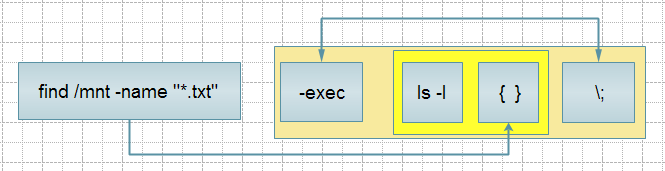 find /mnt -name "*.txt" -exec ls -l { } \;